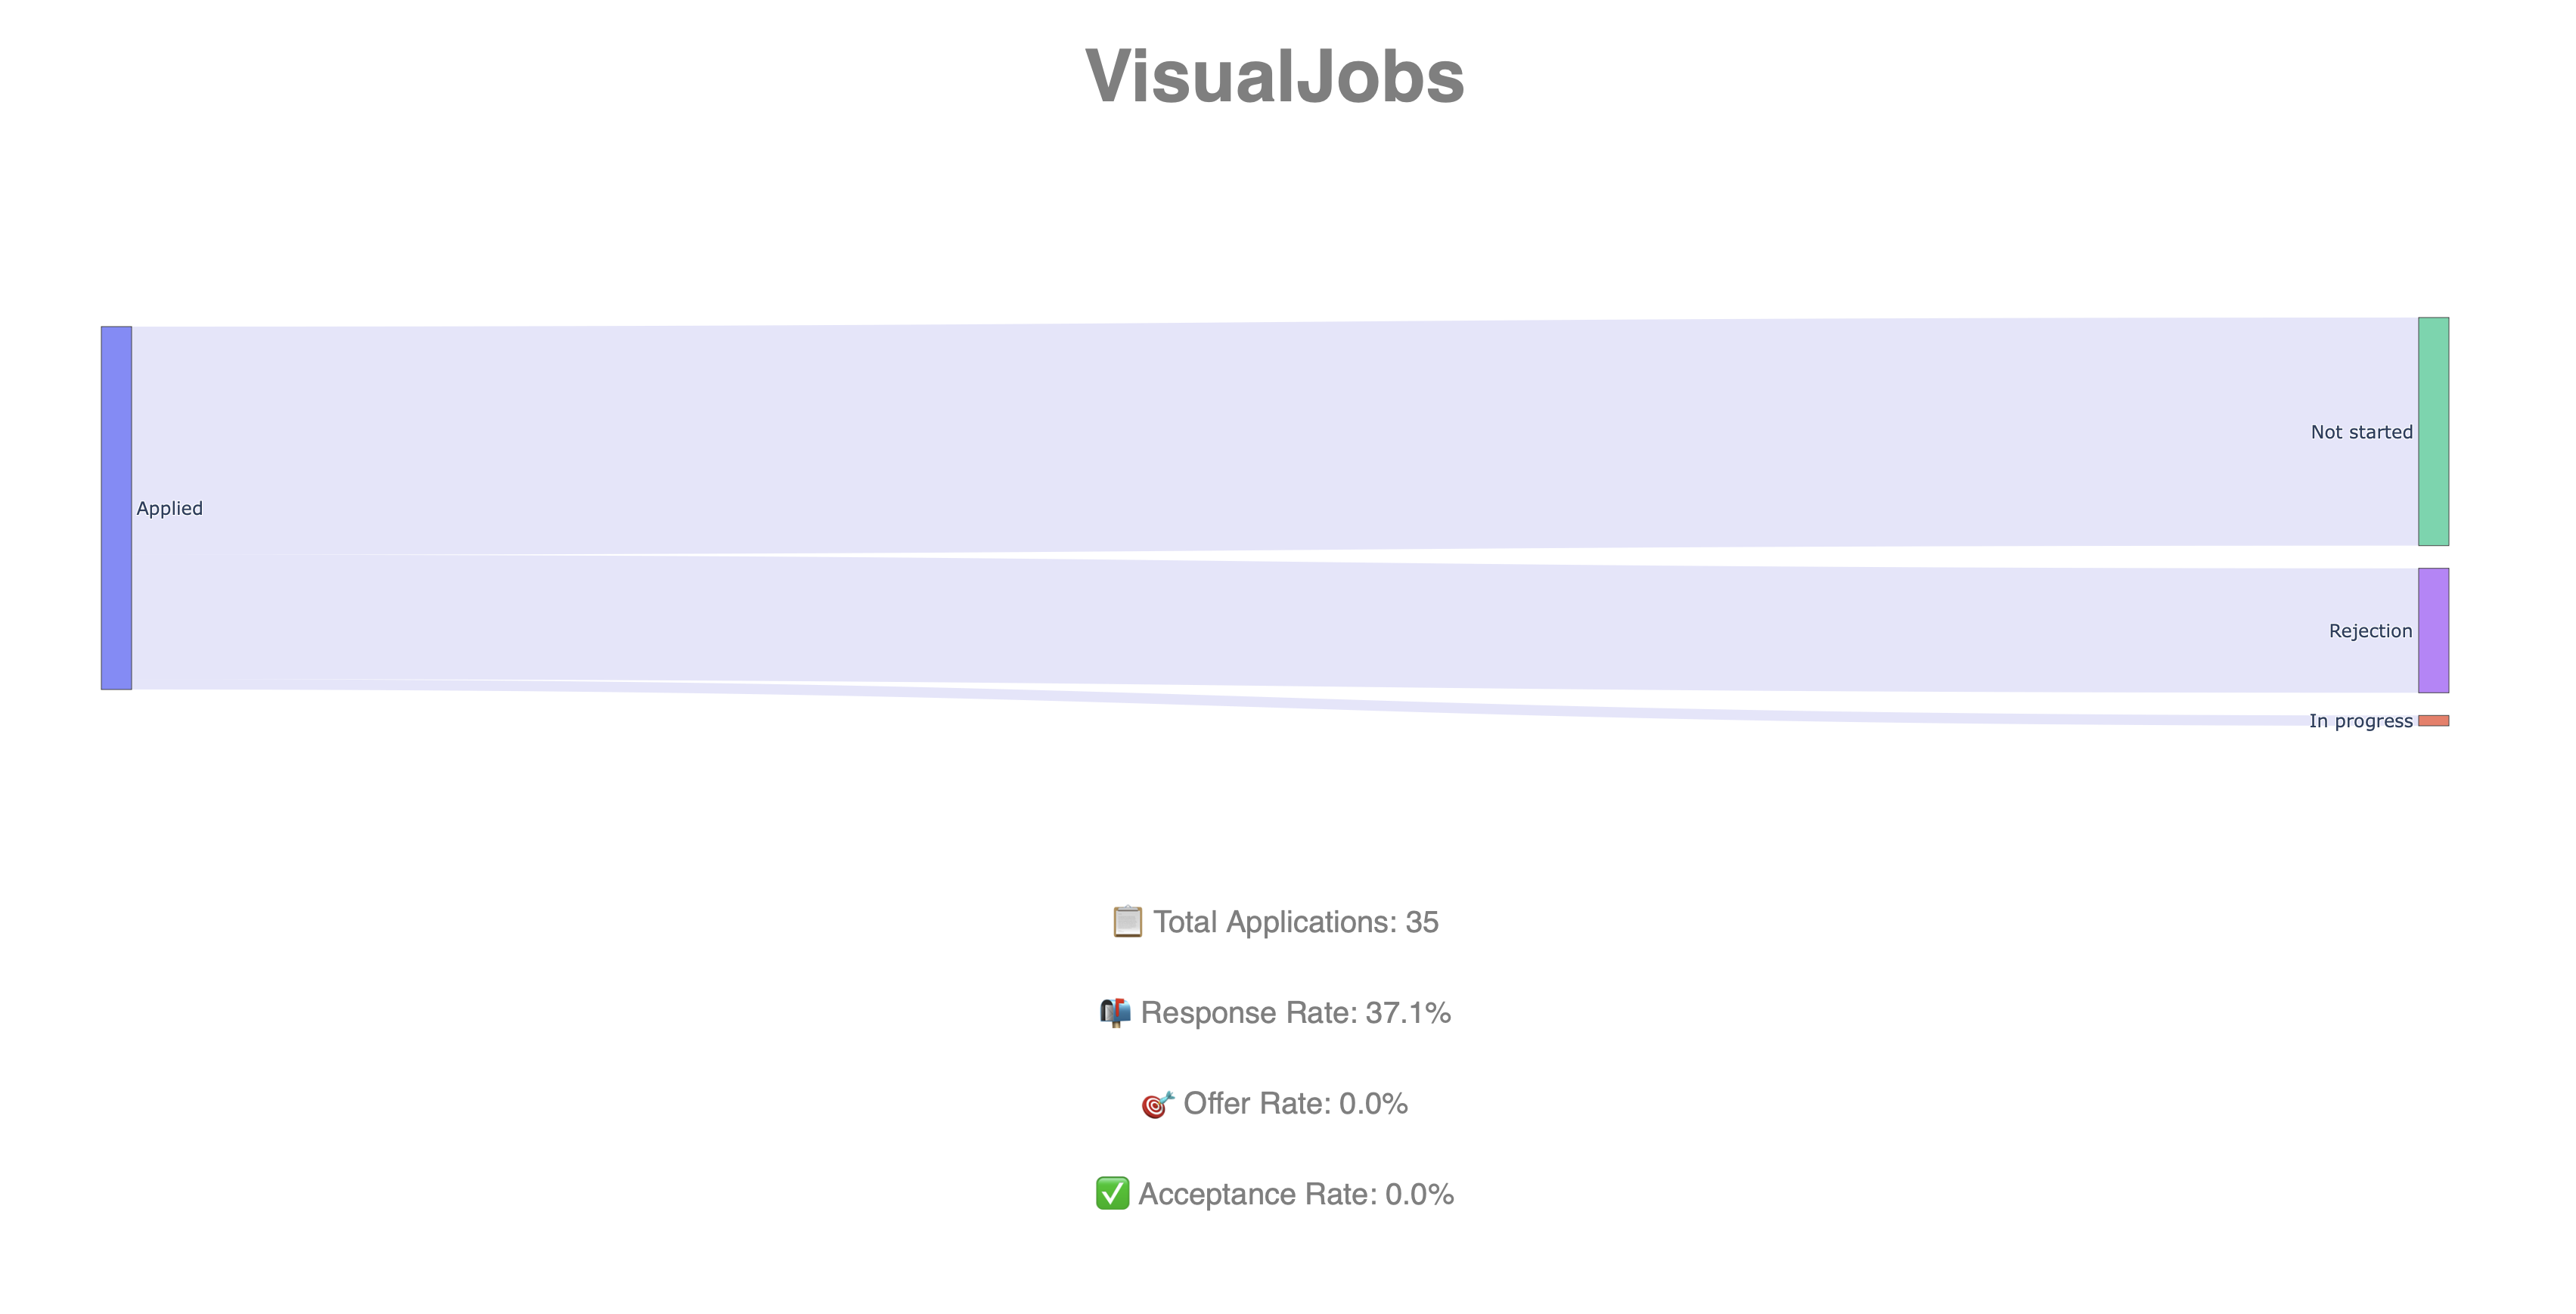 VisualJobs
Applied
Not started
Rejection
In progress
📋 Total Applications: 35
📬 Response Rate: 37.1%
🎯 Offer Rate: 0.0%
✅ Acceptance Rate: 0.0%